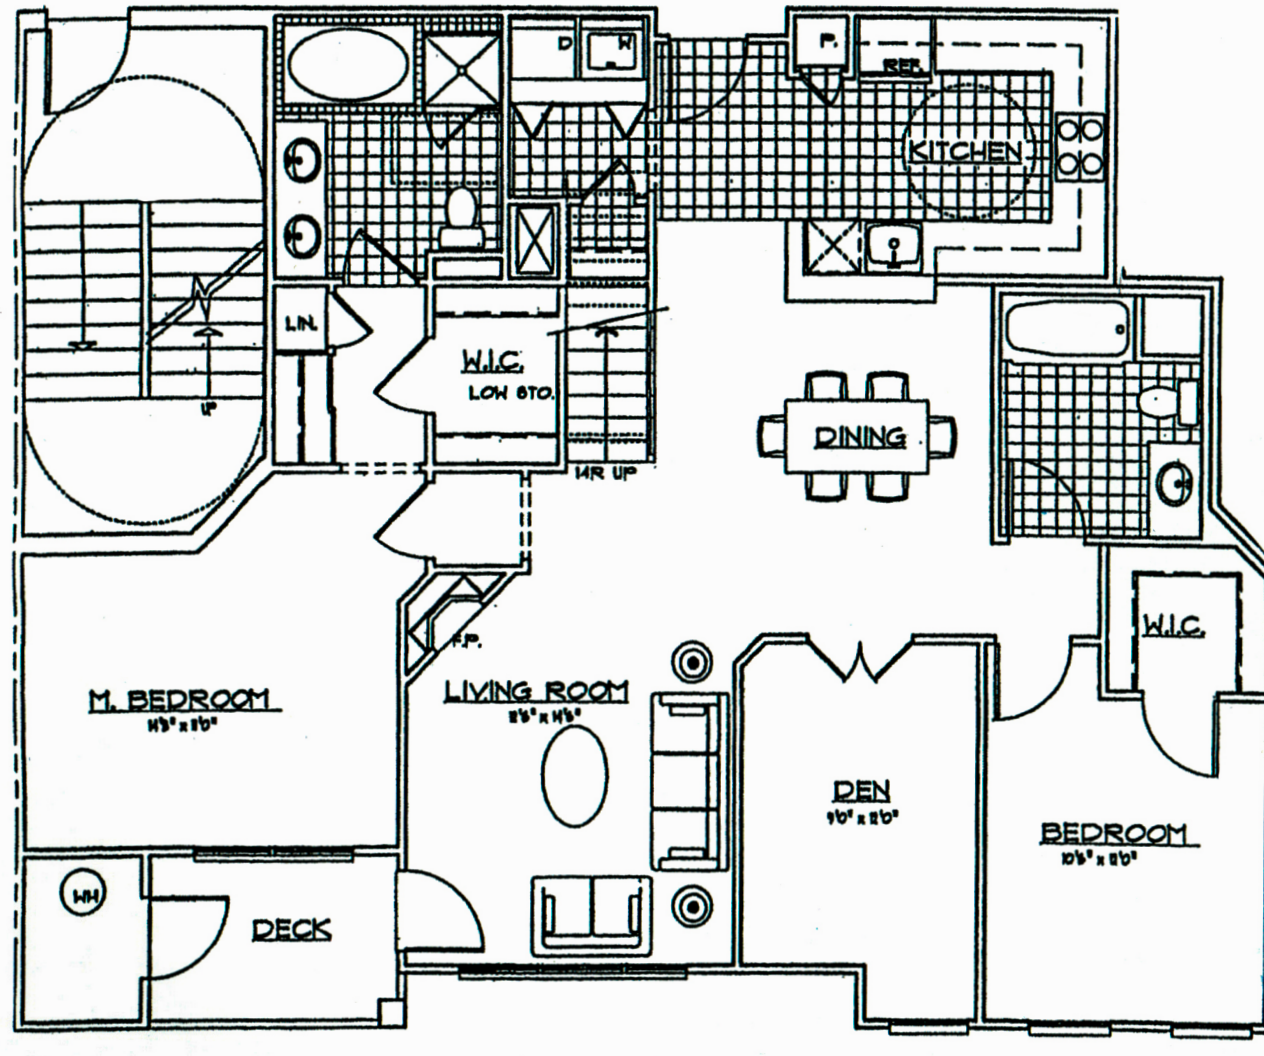 D
W
P.
REF.
KITCHEN
LIN.
W.I.C.
LOW STO.
UP
DINING
14R UP
W.I.C.
F.P.
M. BEDROOM
LIVING ROOM
DEN
BEDROOM
WH
DECK